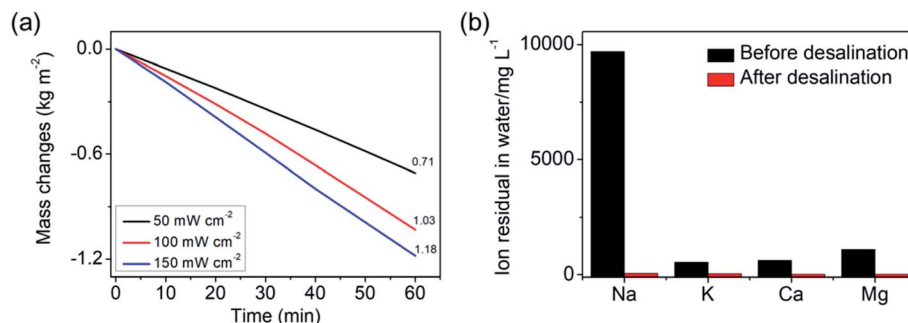 (a)
0.0
-0.6
-1.2
Mass changes (kg m⁻²)
0.71
1.03
1.18
50 mW cm⁻²
100 mW cm⁻²
150 mW cm⁻²
0 10 20 30 40 50 60
Time (min)
(b)
10000
5000
0
Ion residual in water/mg L⁻¹
Before desalination
After desalination
Na K Ca Mg